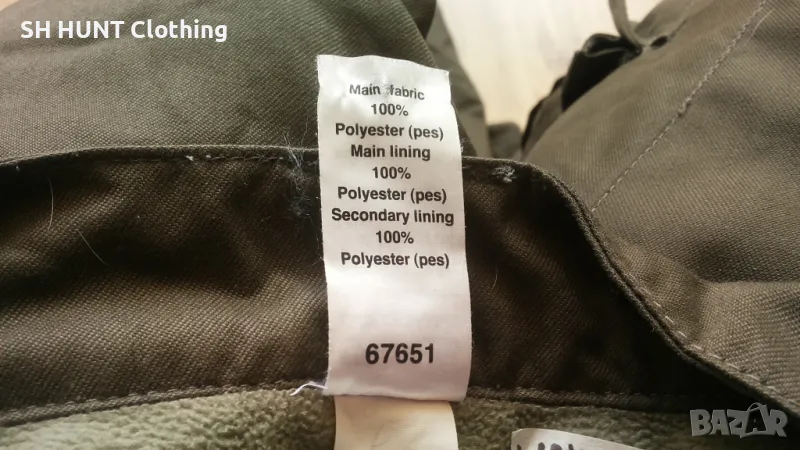 SH HUNT Clothing
Main fabric
100%
Polyester (pes)
Main lining
100%
Polyester (pes)
Secondary lining
100%
Polyester (pes)
67651
BAZAR